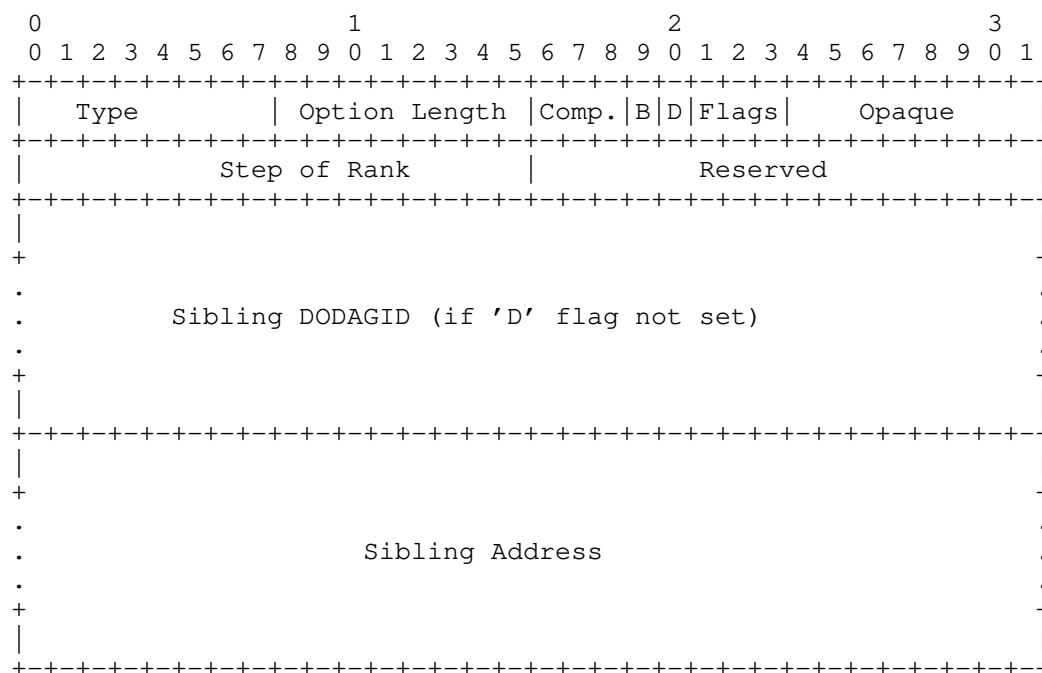 0                   1                   2                   3
0 1 2 3 4 5 6 7 8 9 0 1 2 3 4 5 6 7 8 9 0 1 2 3 4 5 6 7 8 9 0 1
+-+-+-+-+-+-+-+-+-+-+-+-+-+-+-+-+-+-+-+-+-+-+-+-+-+-+-+-+-+-+-+-
|   Type        | Option Length |Comp.|B|D|Flags|    Opaque
+-+-+-+-+-+-+-+-+-+-+-+-+-+-+-+-+-+-+-+-+-+-+-+-+-+-+-+-+-+-+-+-
|            Step of Rank       |          Reserved
+-+-+-+-+-+-+-+-+-+-+-+-+-+-+-+-+-+-+-+-+-+-+-+-+-+-+-+-+-+-+-+-
|
+                                                               -
.                                                               .
.         Sibling DODAGID (if 'D' flag not set)                 .
.                                                               .
+                                                               -
|
+-+-+-+-+-+-+-+-+-+-+-+-+-+-+-+-+-+-+-+-+-+-+-+-+-+-+-+-+-+-+-+-
|
+                                                               -
.                                                               .
.                     Sibling Address                           .
.                                                               .
+                                                               -
|
+-+-+-+-+-+-+-+-+-+-+-+-+-+-+-+-+-+-+-+-+-+-+-+-+-+-+-+-+-+-+-+-